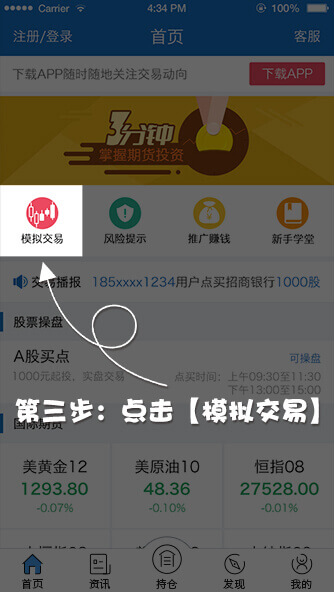 Carrier 4:34 PM 100%
注册/登录 首页 客服
下载APP随时随地关注交易动向 下载APP
3分钟
掌握期货投资
模拟交易 风险提示 推广赚钱 新手学堂
交易播报 185xxxx1234用户点买招商银行1000股
股票操盘
A股买点 可操盘
1000元起投，实盘交易 点买时间：上午09:30至11:30
下午13:00至15:00
第三步：点击【模拟交易】
国际期货
美黄金12 美原油10 恒指08
1293.80 48.36 27528.00
-0.07% -0.10% -0.01%
首页 资讯 持仓 发现 我的